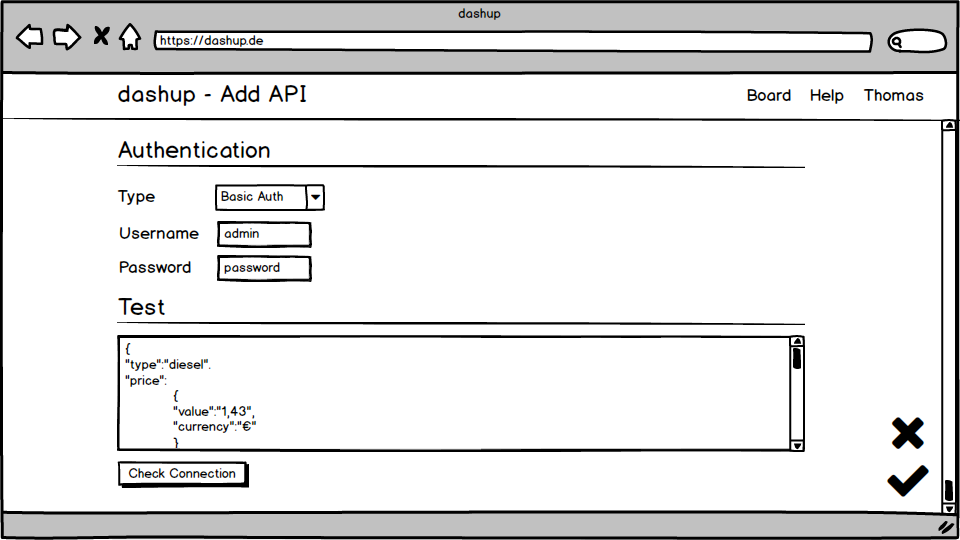 dashup
https://dashup.de
dashup - Add API
Board Help Thomas
Authentication
Type Basic Auth
Username admin
Password password
Test
{
"type":"diesel".
"price":
{
"value":"1,43",
"currency":"€"
}
Check Connection